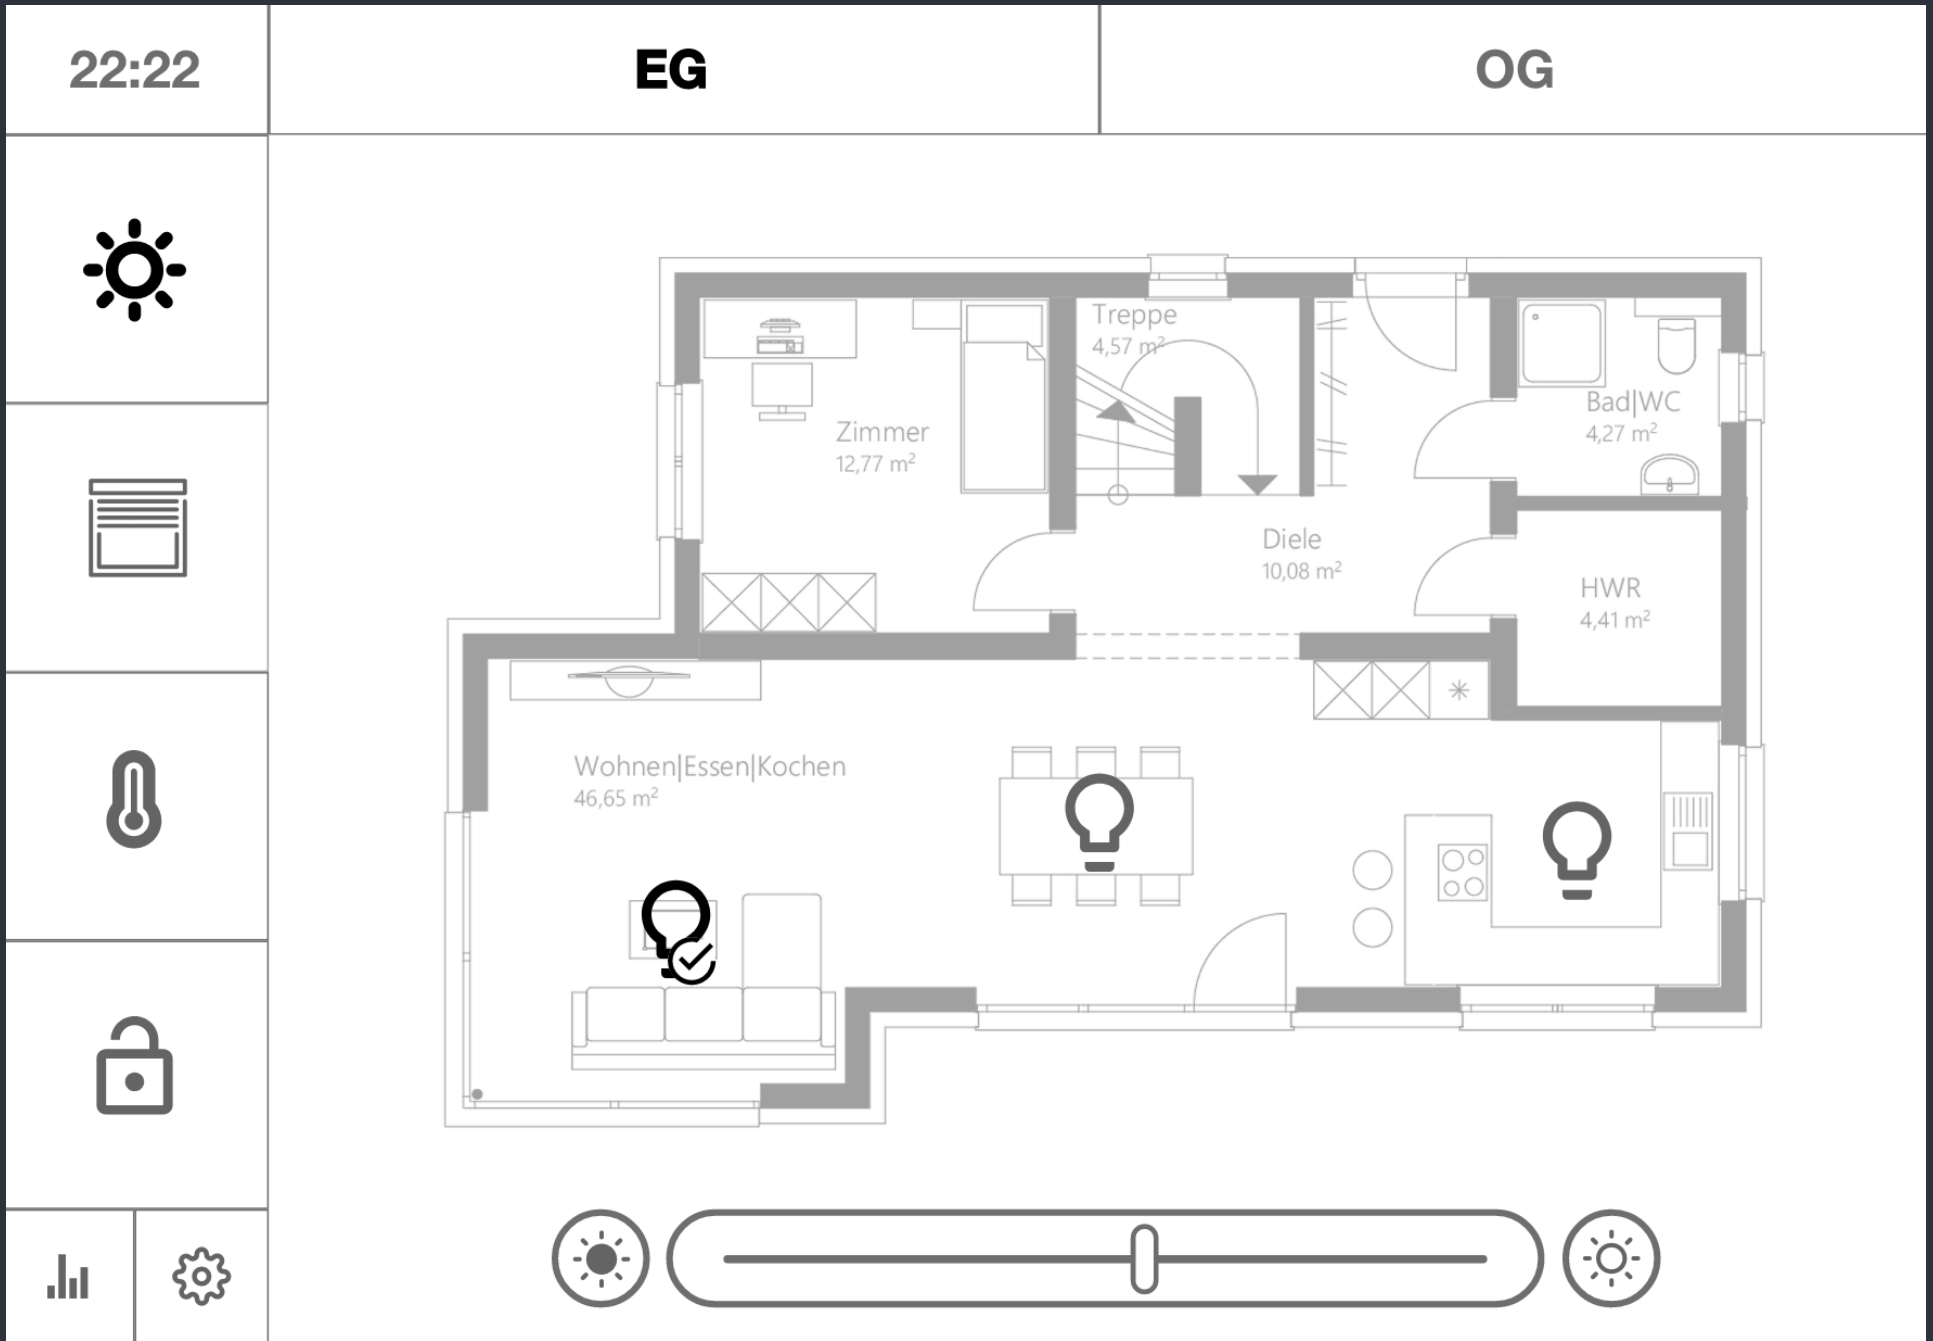 22:22
EG
OG
Treppe
4,57 m²
Zimmer
12,77 m²
Bad|WC
4,27 m²
Diele
10,08 m²
HWR
4,41 m²
Wohnen|Essen|Kochen
46,65 m²